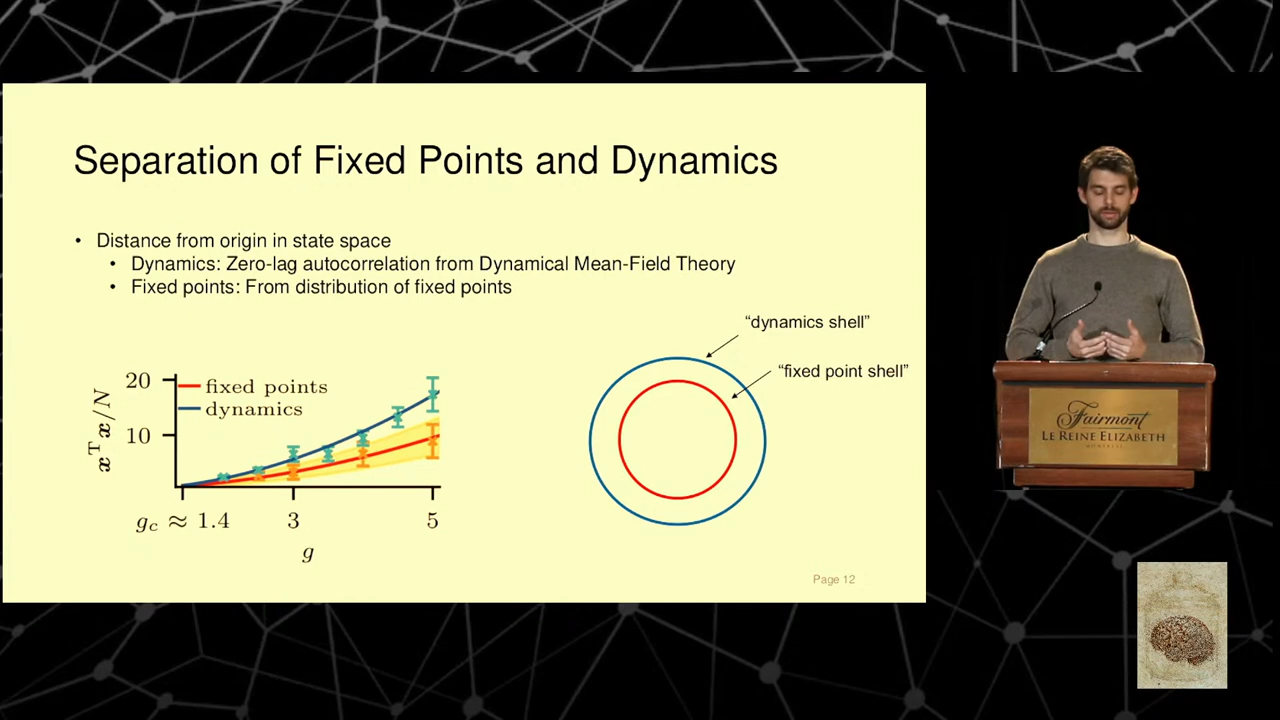 Separation of Fixed Points and Dynamics
• Distance from origin in state space
• Dynamics: Zero-lag autocorrelation from Dynamical Mean-Field Theory
• Fixed points: From distribution of fixed points
“dynamics shell”
“fixed point shell”
20
10
xᵀx/N
fixed points
dynamics
g_c ≈ 1.4
3
5
g
Page 12
Fairmont
LE REINE ELIZABETH
MONTREAL